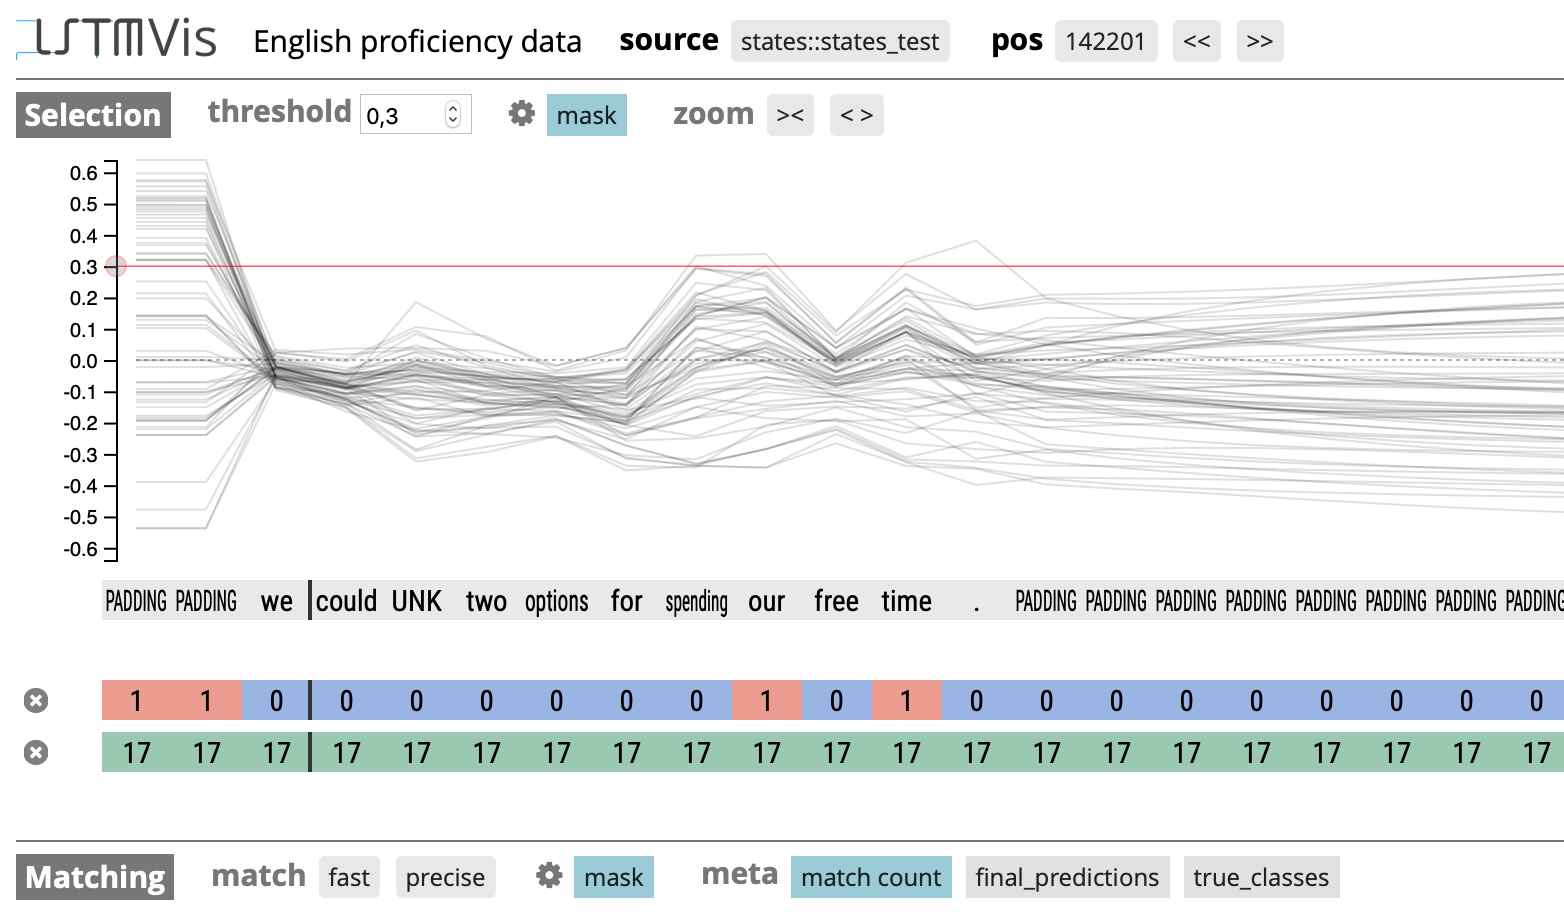 LSTMVis English proficiency data source states::states_test pos 142201 << >>
Selection threshold 0,3 mask zoom >< < >
0.6
0.5
0.4
0.3
0.2
0.1
0.0
-0.1
-0.2
-0.3
-0.4
-0.5
-0.6
PADDING PADDING we could UNK two options for spending our free time . PADDING PADDING PADDING PADDING PADDING PADDING PADDING PADDING
1 1 0 0 0 0 0 0 0 1 0 1 0 0 0 0 0 0 0 0 0
17 17 17 17 17 17 17 17 17 17 17 17 17 17 17 17 17 17 17 17 17
Matching match fast precise mask meta match count final_predictions true_classes